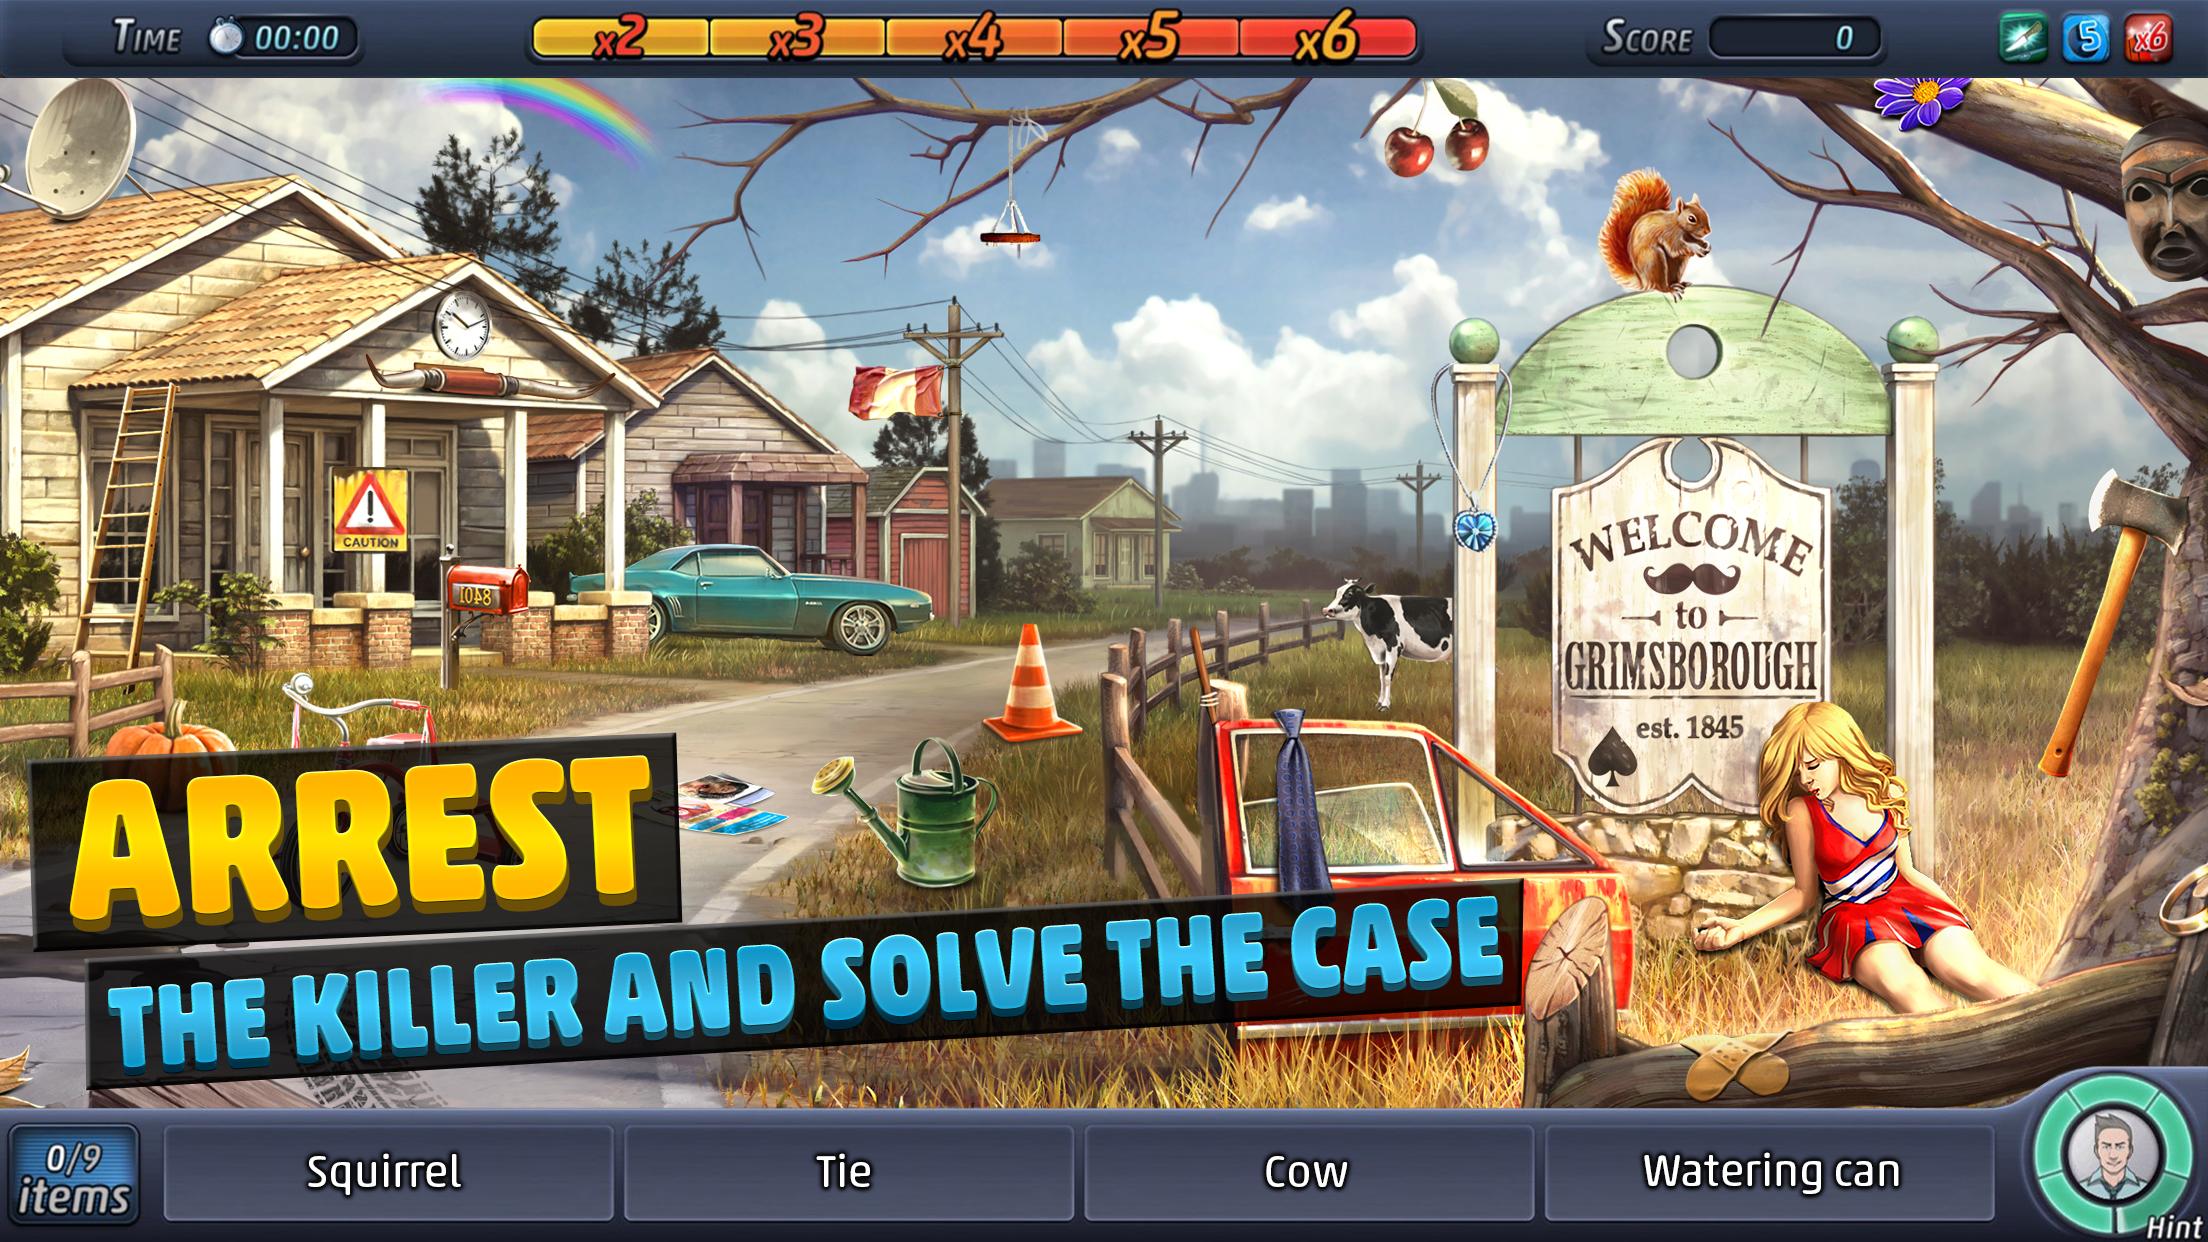 TIME 00:00 x2 x3 x4 x5 x6 SCORE 0 5 x6
CAUTION
8401
WELCOME
to
GRIMSBOROUGH
est. 1845
ARREST
THE KILLER AND SOLVE THE CASE
0/9
items
Squirrel
Tie
Cow
Watering can
Hint